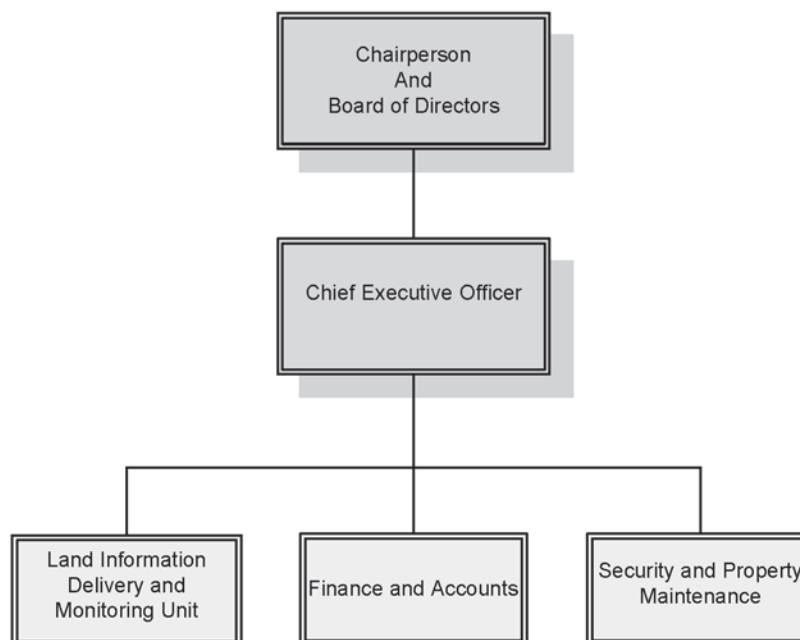 Chairperson
And
Board of Directors
Chief Executive Officer
Land Information
Delivery and
Monitoring Unit
Finance and Accounts
Security and Property
Maintenance